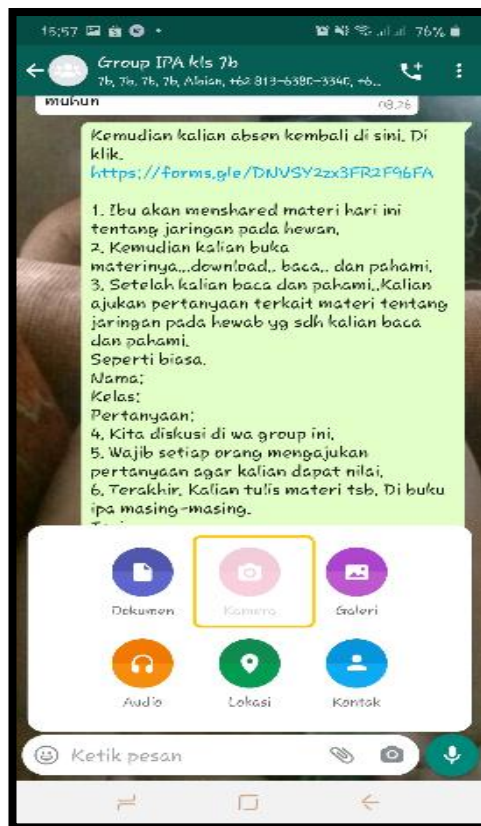 15:57 76%
Group IPA kls 7b
7b, 7b, 7b, 7b, Albian, +62 813-6380-3340, +6..
muhun
08.26
Kemudian kalian absen kembali di sini. Di
klik.
https://forms.gle/DNVSY2zx3FR2F96FA
1. Ibu akan menshared materi hari ini
tentang jaringan pada hewan.
2. Kemudian kalian buka
materinya...download.. baca.. dan pahami.
3. Setelah kalian baca dan pahami..Kalian
ajukan pertanyaan terkait materi tentang
jaringan pada hewab yg sdh kalian baca
dan pahami.
Seperti biasa.
Nama:
Kelas:
Pertanyaan:
4. Kita diskusi di wa group ini.
5. Wajib setiap orang mengajukan
pertanyaan agar kalian dapat nilai.
6. Terakhir. Kalian tulis materi tsb. Di buku
ipa masing-masing.
Dokumen Kamera Galeri
Audio Lokasi Kontak
Ketik pesan